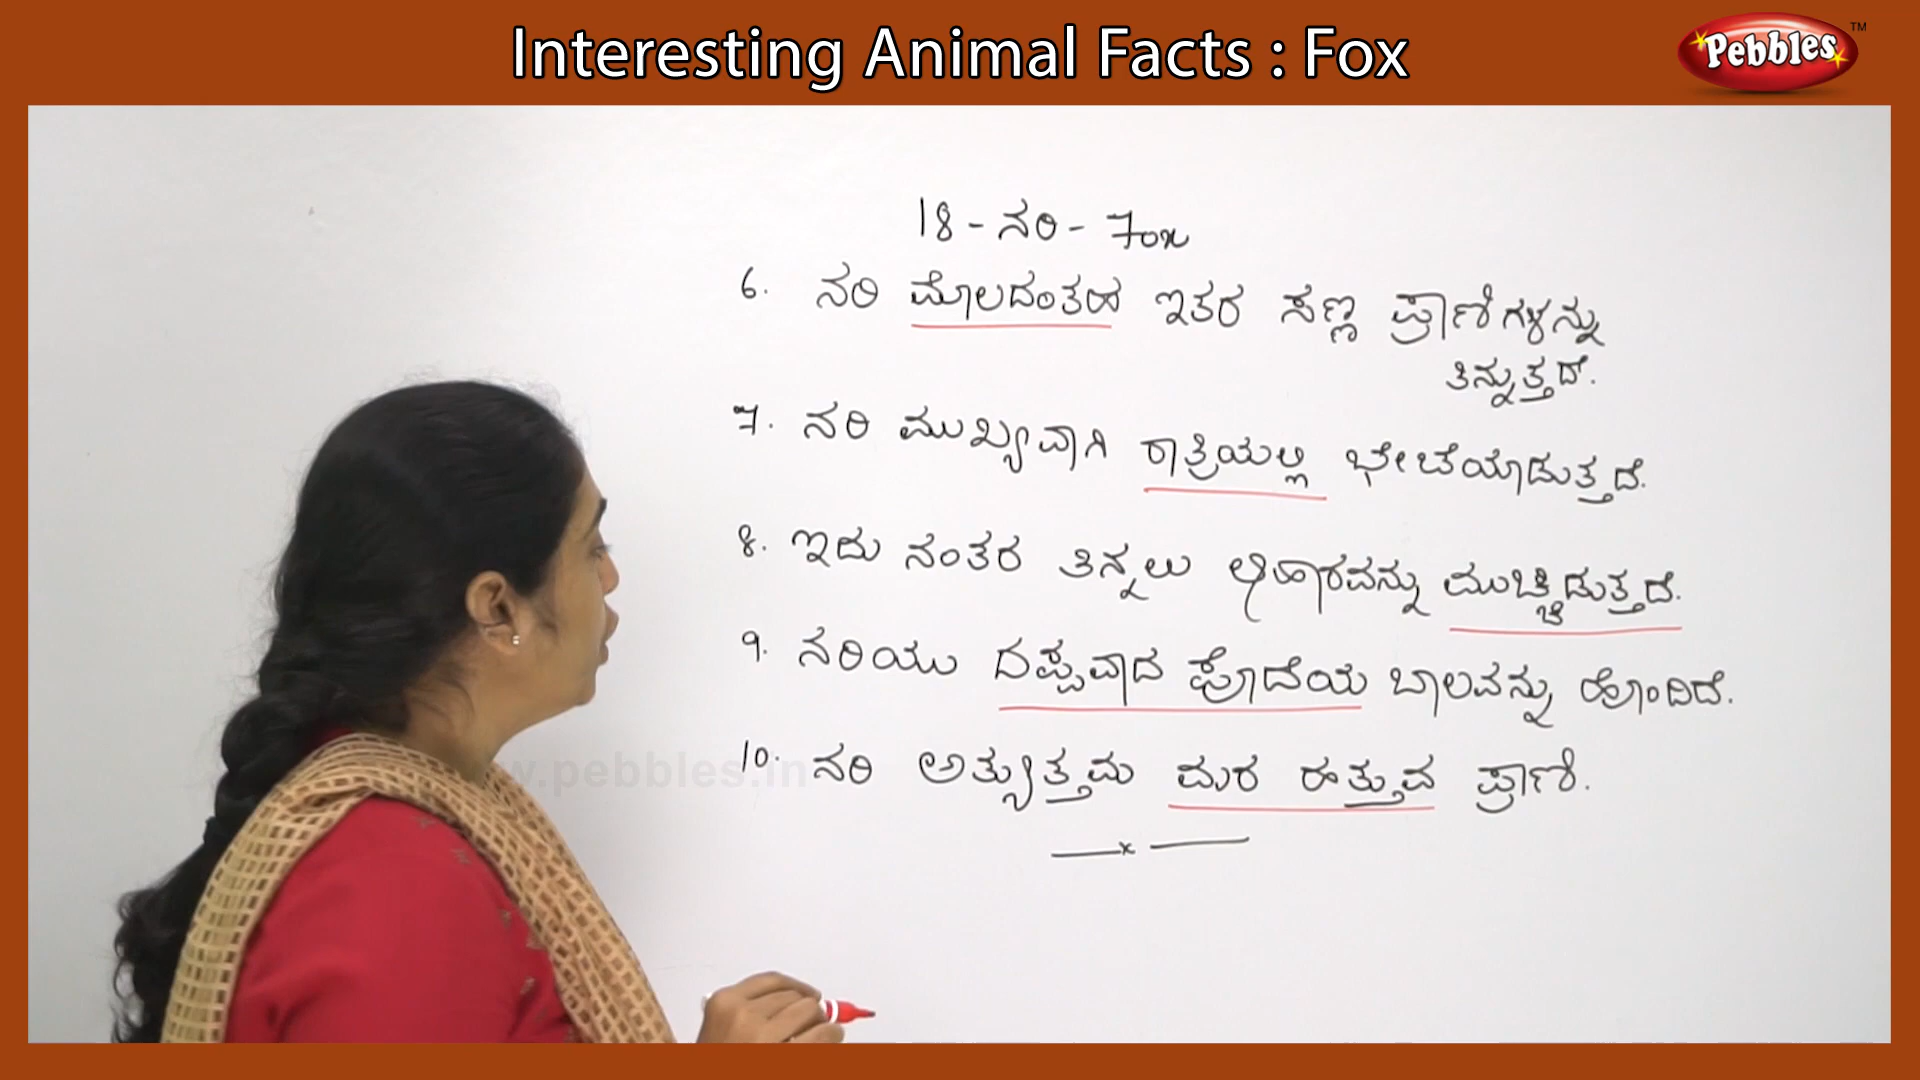 Interesting Animal Facts : Fox
Pebbles TM
18 - ನರಿ - Fox
6. ನರಿ ಮೊಲದಂತಹ ಇತರ ಸಣ್ಣ ಪ್ರಾಣಿಗಳನ್ನು
ತಿನ್ನುತ್ತದೆ.
7. ನರಿ ಮುಖ್ಯವಾಗಿ ರಾತ್ರಿಯಲ್ಲಿ ಭೇಟೆಯಾಡುತ್ತದೆ.
8. ಇದು ನಂತರ ತಿನ್ನಲು ಆಹಾರವನ್ನು ಮುಚ್ಚಿಡುತ್ತದೆ.
9. ನರಿಯು ದಪ್ಪವಾದ ಪೊದೆಯ ಬಾಲವನ್ನು ಹೊಂದಿದೆ.
10. ನರಿ ಅತ್ಯುತ್ತಮ ಮರ ಹತ್ತುವ ಪ್ರಾಣಿ.
w.pebbles.in